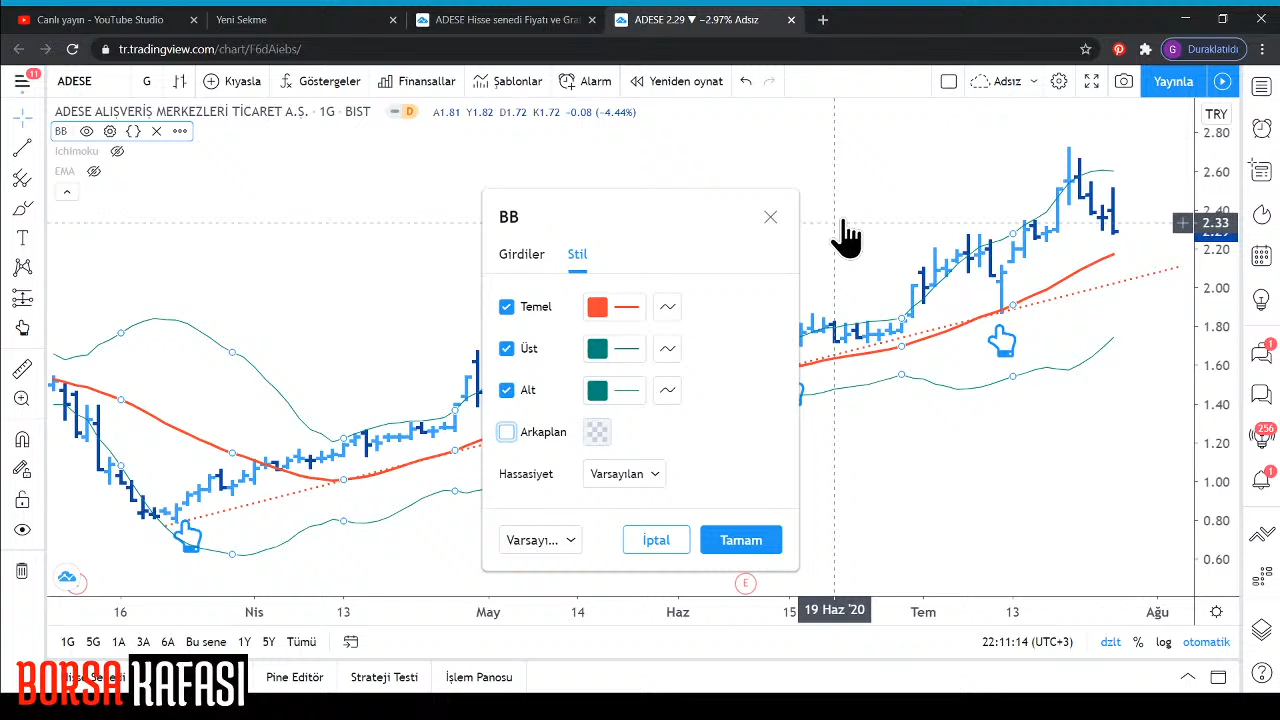 Canlı yayın - YouTube Studio
Yeni Sekme
ADESE Hisse senedi Fiyatı ve Gra
ADESE 2.29 ▼ −2.97% Adsız
tr.tradingview.com/chart/F6dAiebs/
G Duraklatıldı
11
ADESE
G
Kıyasla
Göstergeler
Finansallar
Şablonlar
Alarm
Yeniden oynat
Adsız
Yayınla
ADESE ALIŞVERİŞ MERKEZLERİ TİCARET A.Ş. · 1G · BIST
D
A1.81 Y1.82 D1.72 K1.72 −0.08 (−4.44%)
TRY
BB
Ichimoku
EMA
2.80
2.60
2.40
2.33
2.20
2.00
1.80
1.60
1.40
1.20
1.00
0.80
0.60
BB
Girdiler
Stil
Temel
Üst
Alt
Arkaplan
Hassasiyet
Varsayılan
Varsayı...
İptal
Tamam
E
1
256
1
16
Nis
13
May
14
Haz
15
19 Haz '20
Tem
13
Ağu
1G
5G
1A
3A
6A
Bu sene
1Y
5Y
Tümü
22:11:14 (UTC+3)
dzlt
%
log
otomatik
BORSA KAFASI
Pine Editör
Strateji Testi
İşlem Panosu